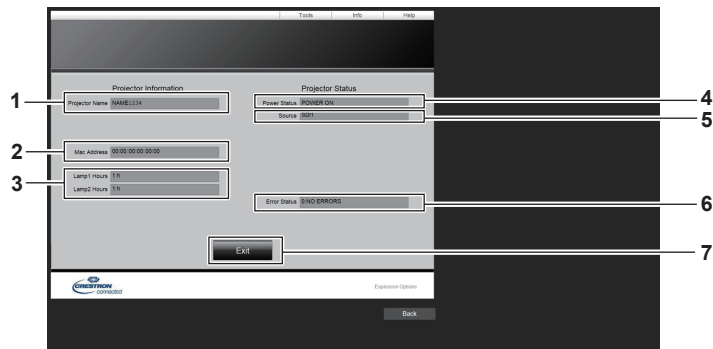 Tools Info Help
Projector Information
Projector Status
1 Projector Name NAME1234
Power Status POWER ON 4
Source SDI1 5
2 Mac Address 00:00:00:00:00
3 Lamp1 Hours 1 h
Lamp2 Hours 1 h
Error Status 0:NO ERRORS 6
Exit 7
CRESTRON connected
Expansion Options
Back